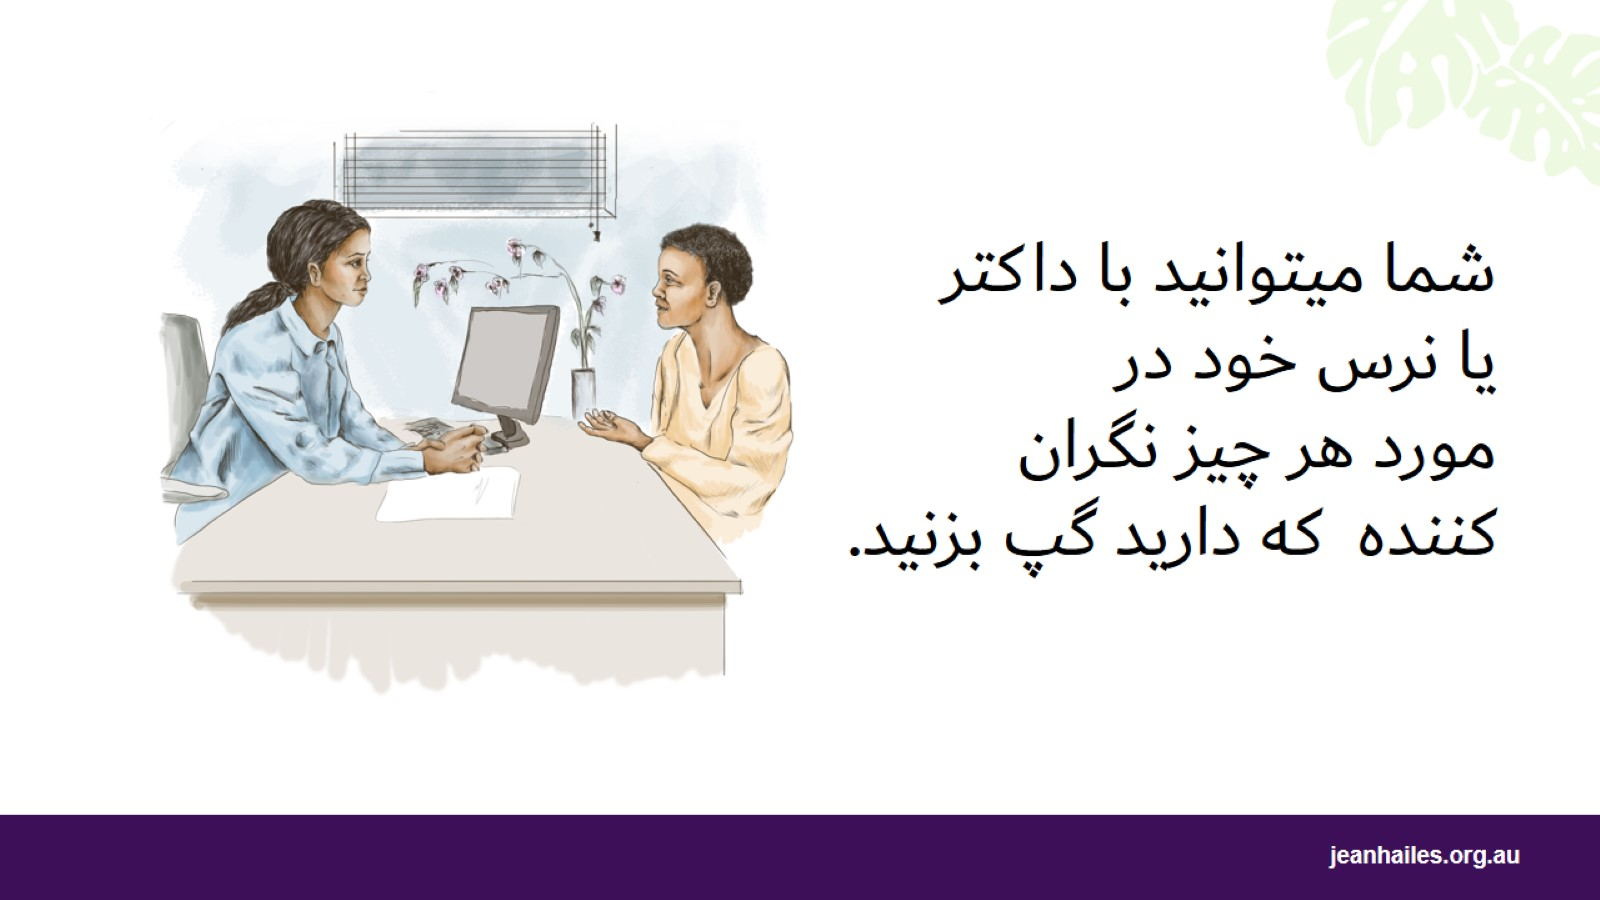 شما میتوانید با داکتر
یا نرس خود در
مورد هر چیز نگران
کننده  که دارید گپ بزنید.
jeanhailes.org.au